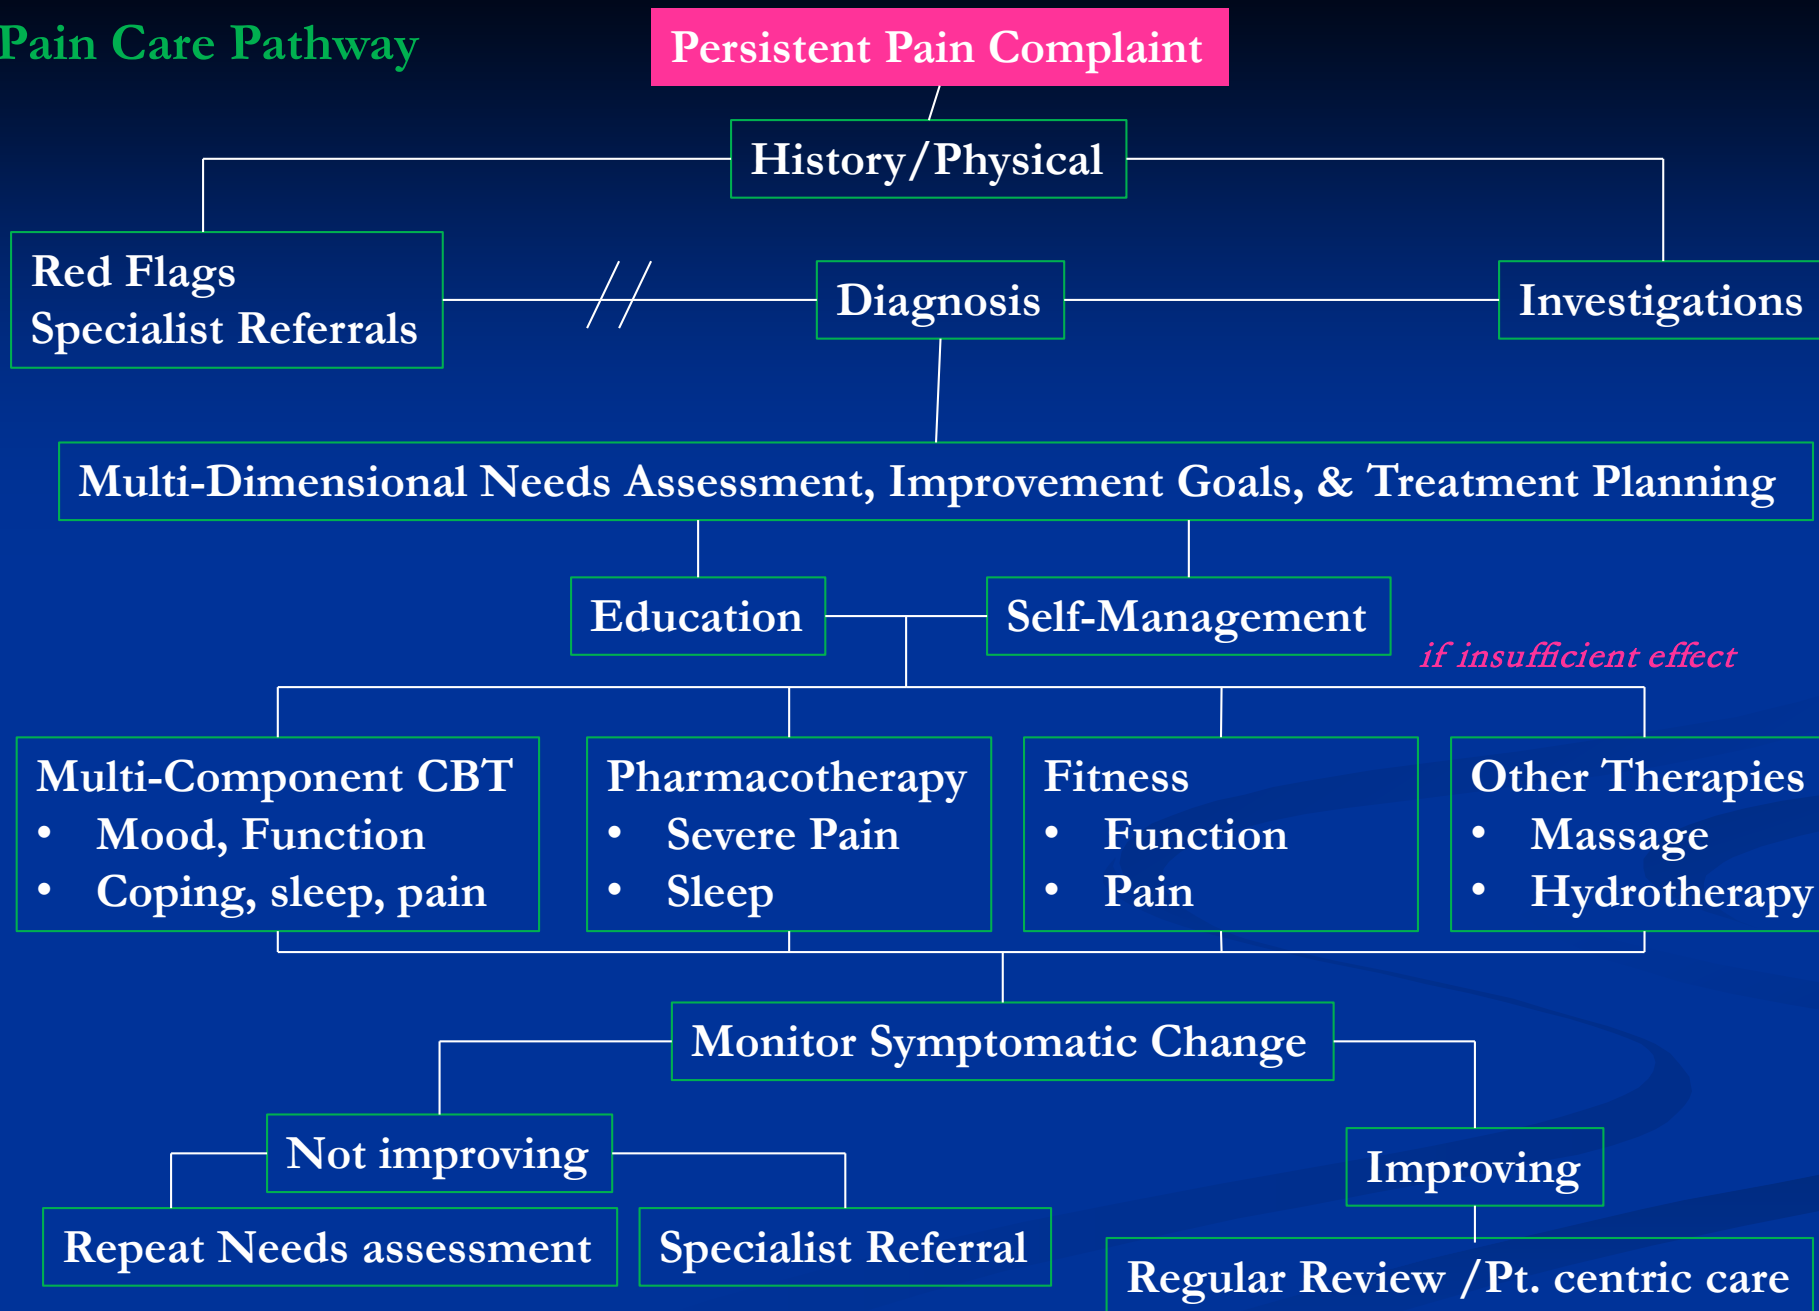 Pain Care Pathway
Persistent Pain Complaint
History/Physical
Red Flags
Specialist Referrals
Diagnosis
Investigations
Multi-Dimensional Needs Assessment, Improvement Goals, & Treatment Planning
Education
Self-Management
if insufficient effect
Multi-Component CBT
• Mood, Function
• Coping, sleep, pain
Pharmacotherapy
• Severe Pain
• Sleep
Fitness
• Function
• Pain
Other Therapies
• Massage
• Hydrotherapy
Monitor Symptomatic Change
Not improving
Improving
Repeat Needs assessment
Specialist Referral
Regular Review /Pt. centric care